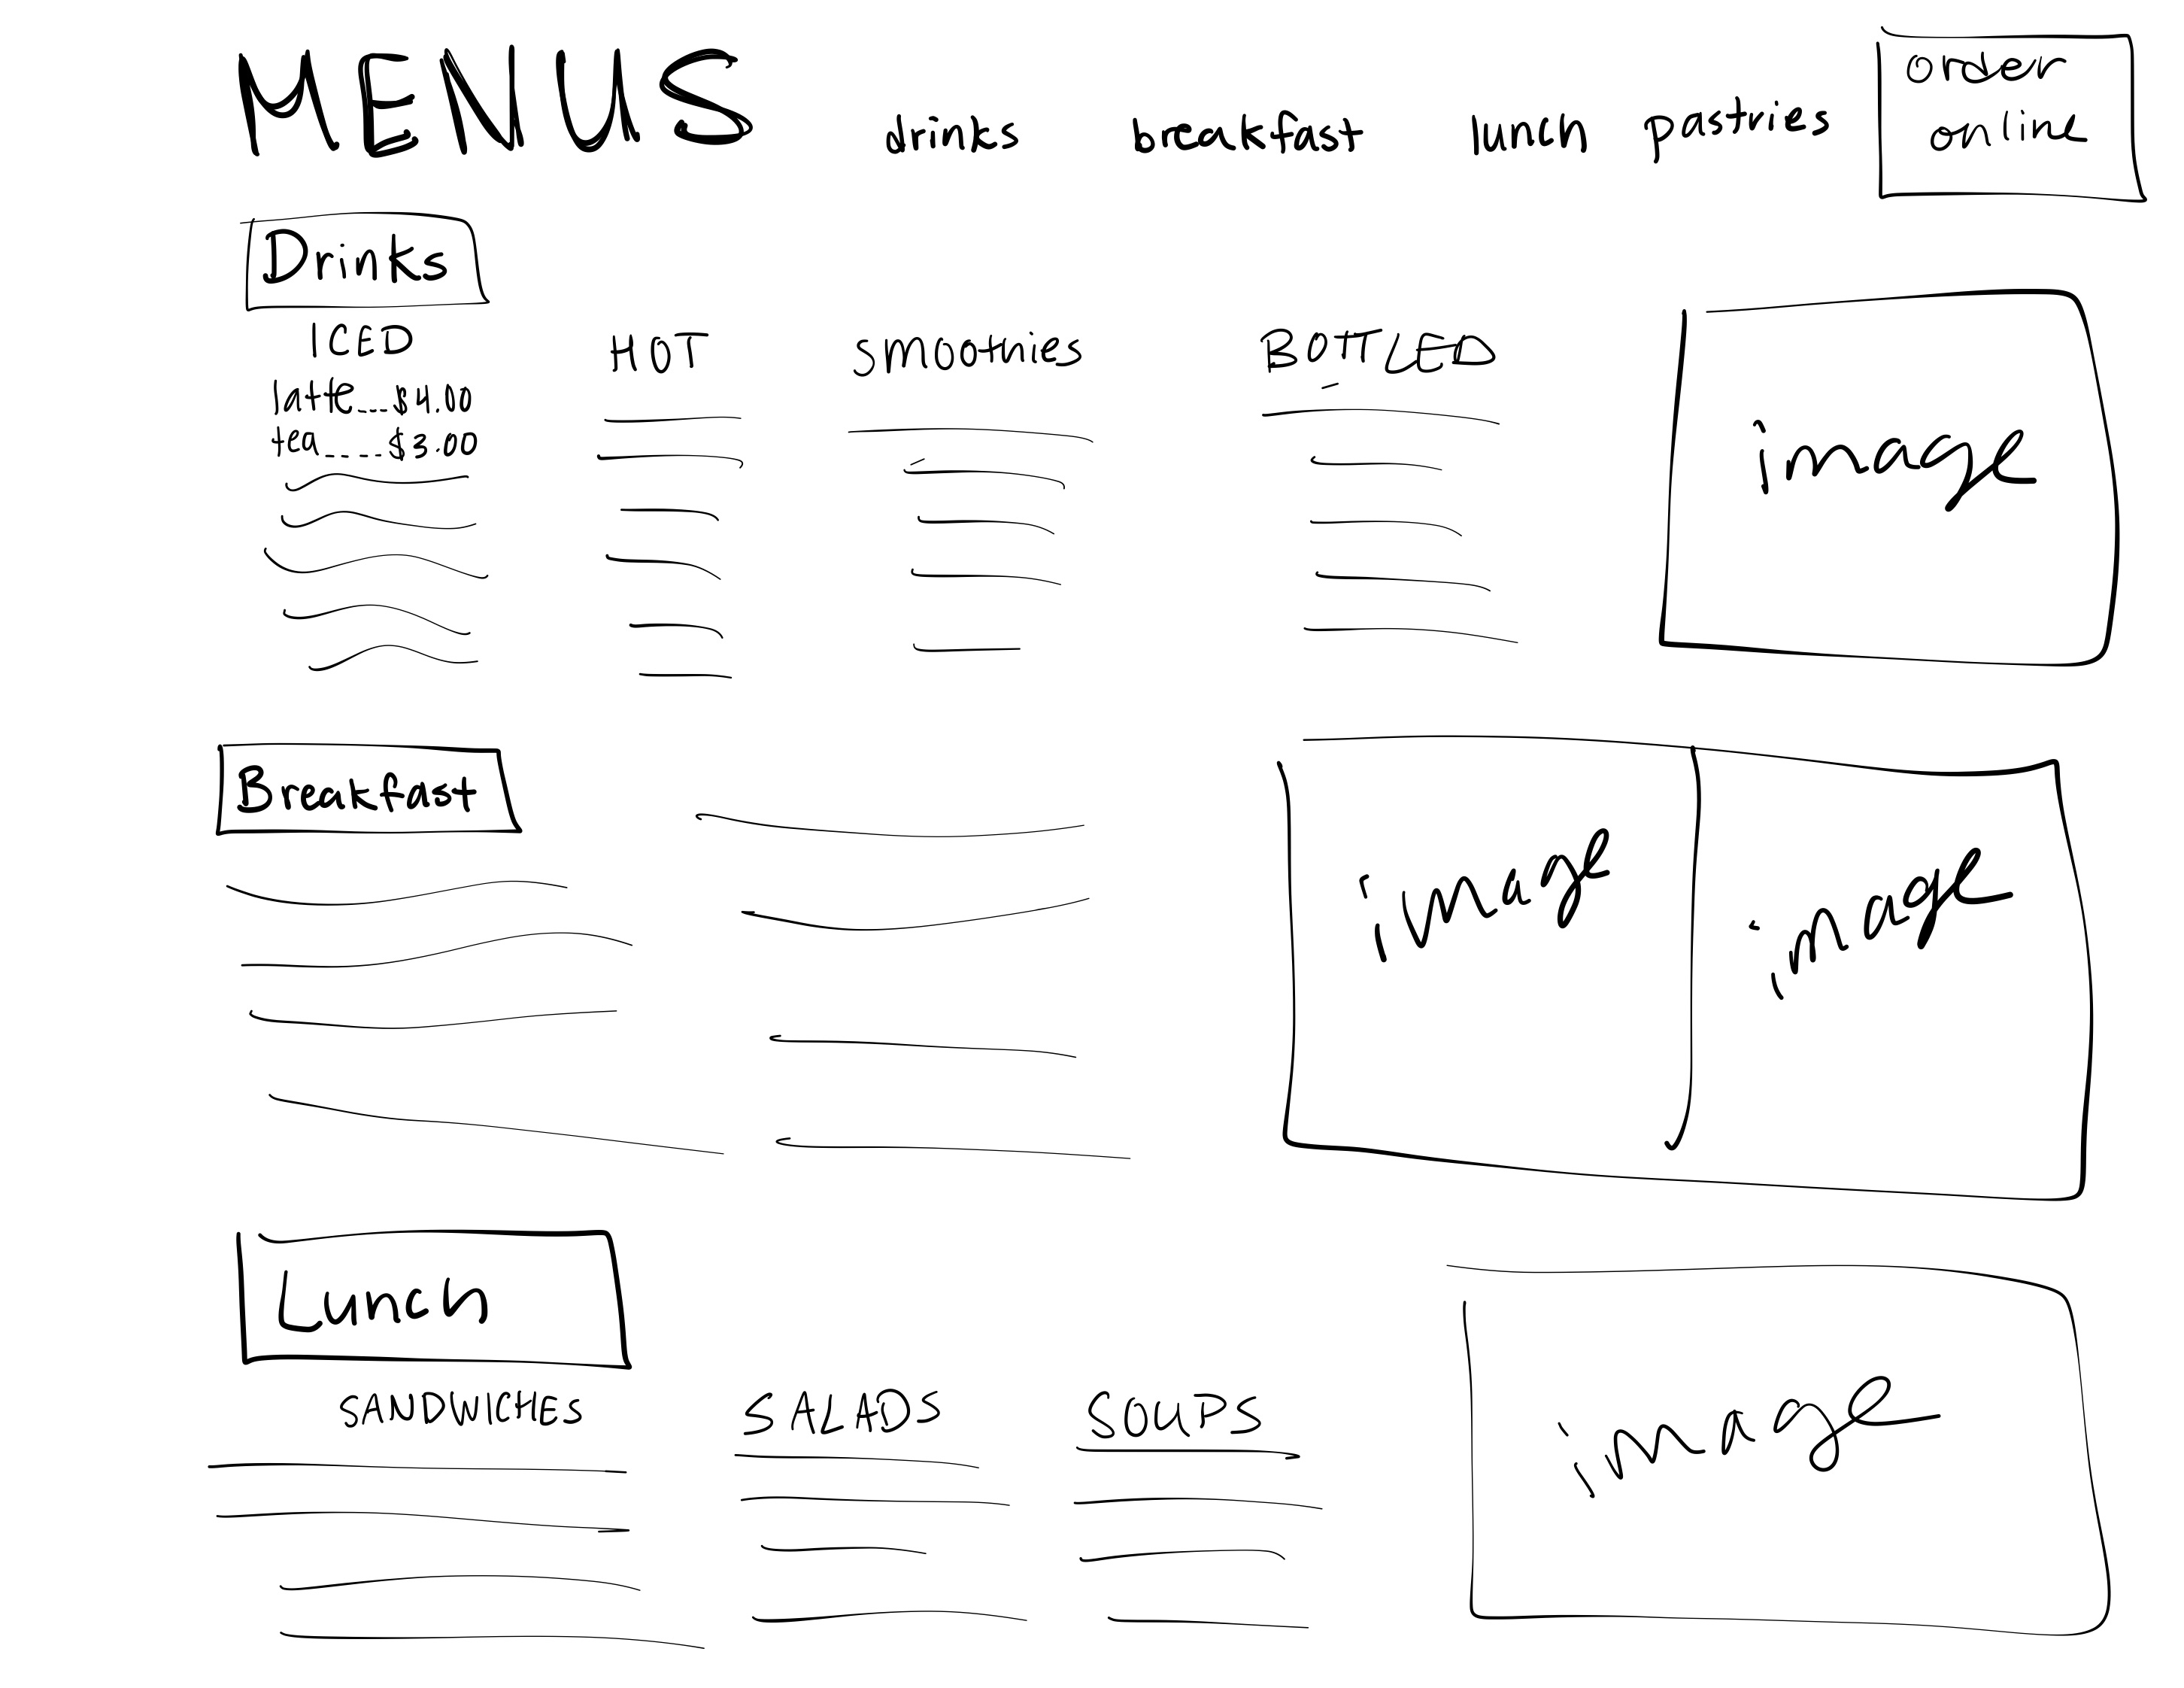 MENUS drinks breakfast lunch pastries order online
Drinks
ICED HOT smoothies BOTTLED
latte....$4.00
tea.....$3.00
image
Breakfast
image image
Lunch
SANDWICHES SALADS SOUPS
image